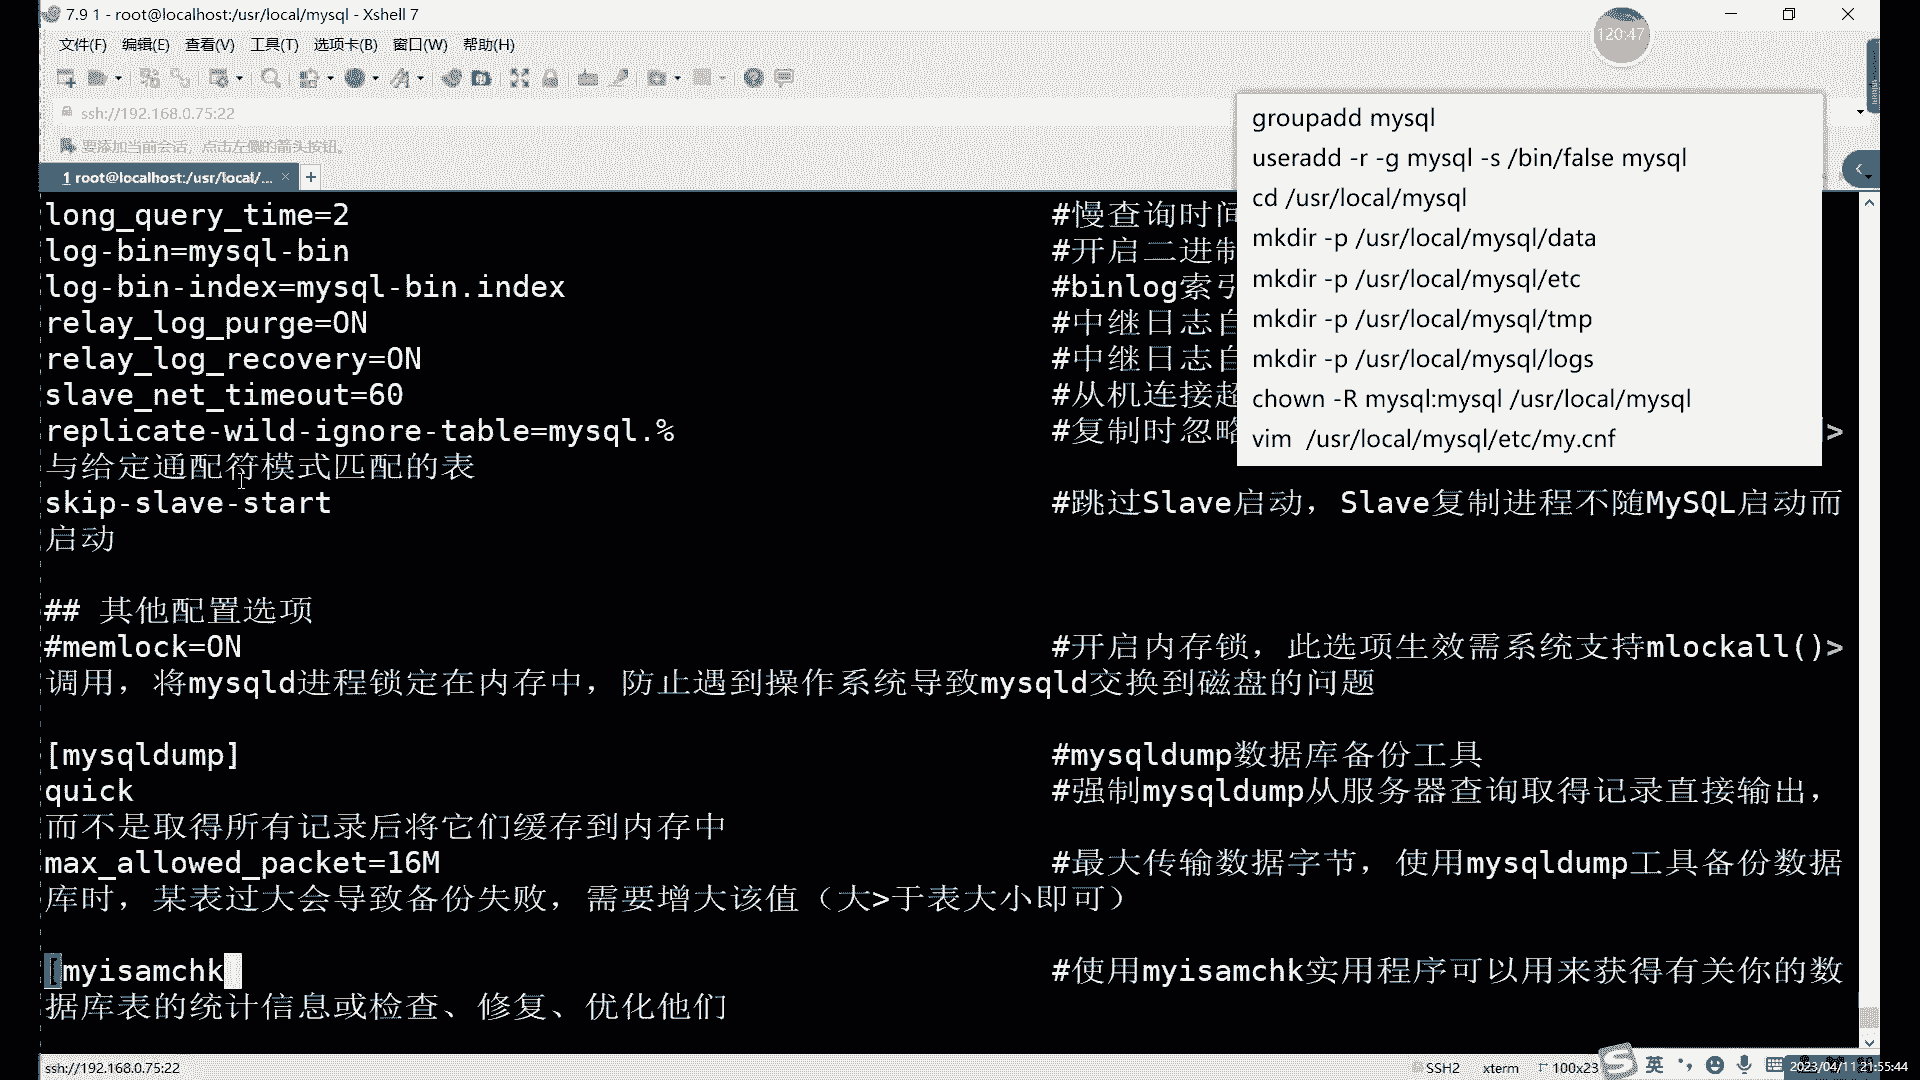 7.9 1 - root@localhost:/usr/local/mysql - Xshell 7
120:47
文件(F) 编辑(E) 查看(V) 工具(T) 选项卡(B) 窗口(W) 帮助(H)
ssh://192.168.0.75:22
要添加当前会话，点击左侧的箭头按钮。
1 root@localhost:/usr/local/... × +
groupadd mysql
useradd -r -g mysql -s /bin/false mysql
cd /usr/local/mysql
mkdir -p /usr/local/mysql/data
mkdir -p /usr/local/mysql/etc
mkdir -p /usr/local/mysql/tmp
mkdir -p /usr/local/mysql/logs
chown -R mysql:mysql /usr/local/mysql
vim /usr/local/mysql/etc/my.cnf
long_query_time=2 #慢查询时间
log-bin=mysql-bin #开启二进制
log-bin-index=mysql-bin.index #binlog索引
relay_log_purge=ON #中继日志自
relay_log_recovery=ON #中继日志自
slave_net_timeout=60 #从机连接超
replicate-wild-ignore-table=mysql.% #复制时忽略 >
与给定通配符模式匹配的表
skip-slave-start #跳过Slave启动，Slave复制进程不随MySQL启动而
启动
## 其他配置选项
#memlock=ON #开启内存锁，此选项生效需系统支持mlockall()>
调用，将mysqld进程锁定在内存中，防止遇到操作系统导致mysqld交换到磁盘的问题
[mysqldump] #mysqldump数据库备份工具
quick #强制mysqldump从服务器查询取得记录直接输出，
而不是取得所有记录后将它们缓存到内存中
max_allowed_packet=16M #最大传输数据字节，使用mysqldump工具备份数据
库时，某表过大会导致备份失败，需要增大该值（大>于表大小即可）
[myisamchk] #使用myisamchk实用程序可以用来获得有关你的数
据库表的统计信息或检查、修复、优化他们
ssh://192.168.0.75:22 SSH2 xterm 100x23 英 2023/04/11 21:55:44